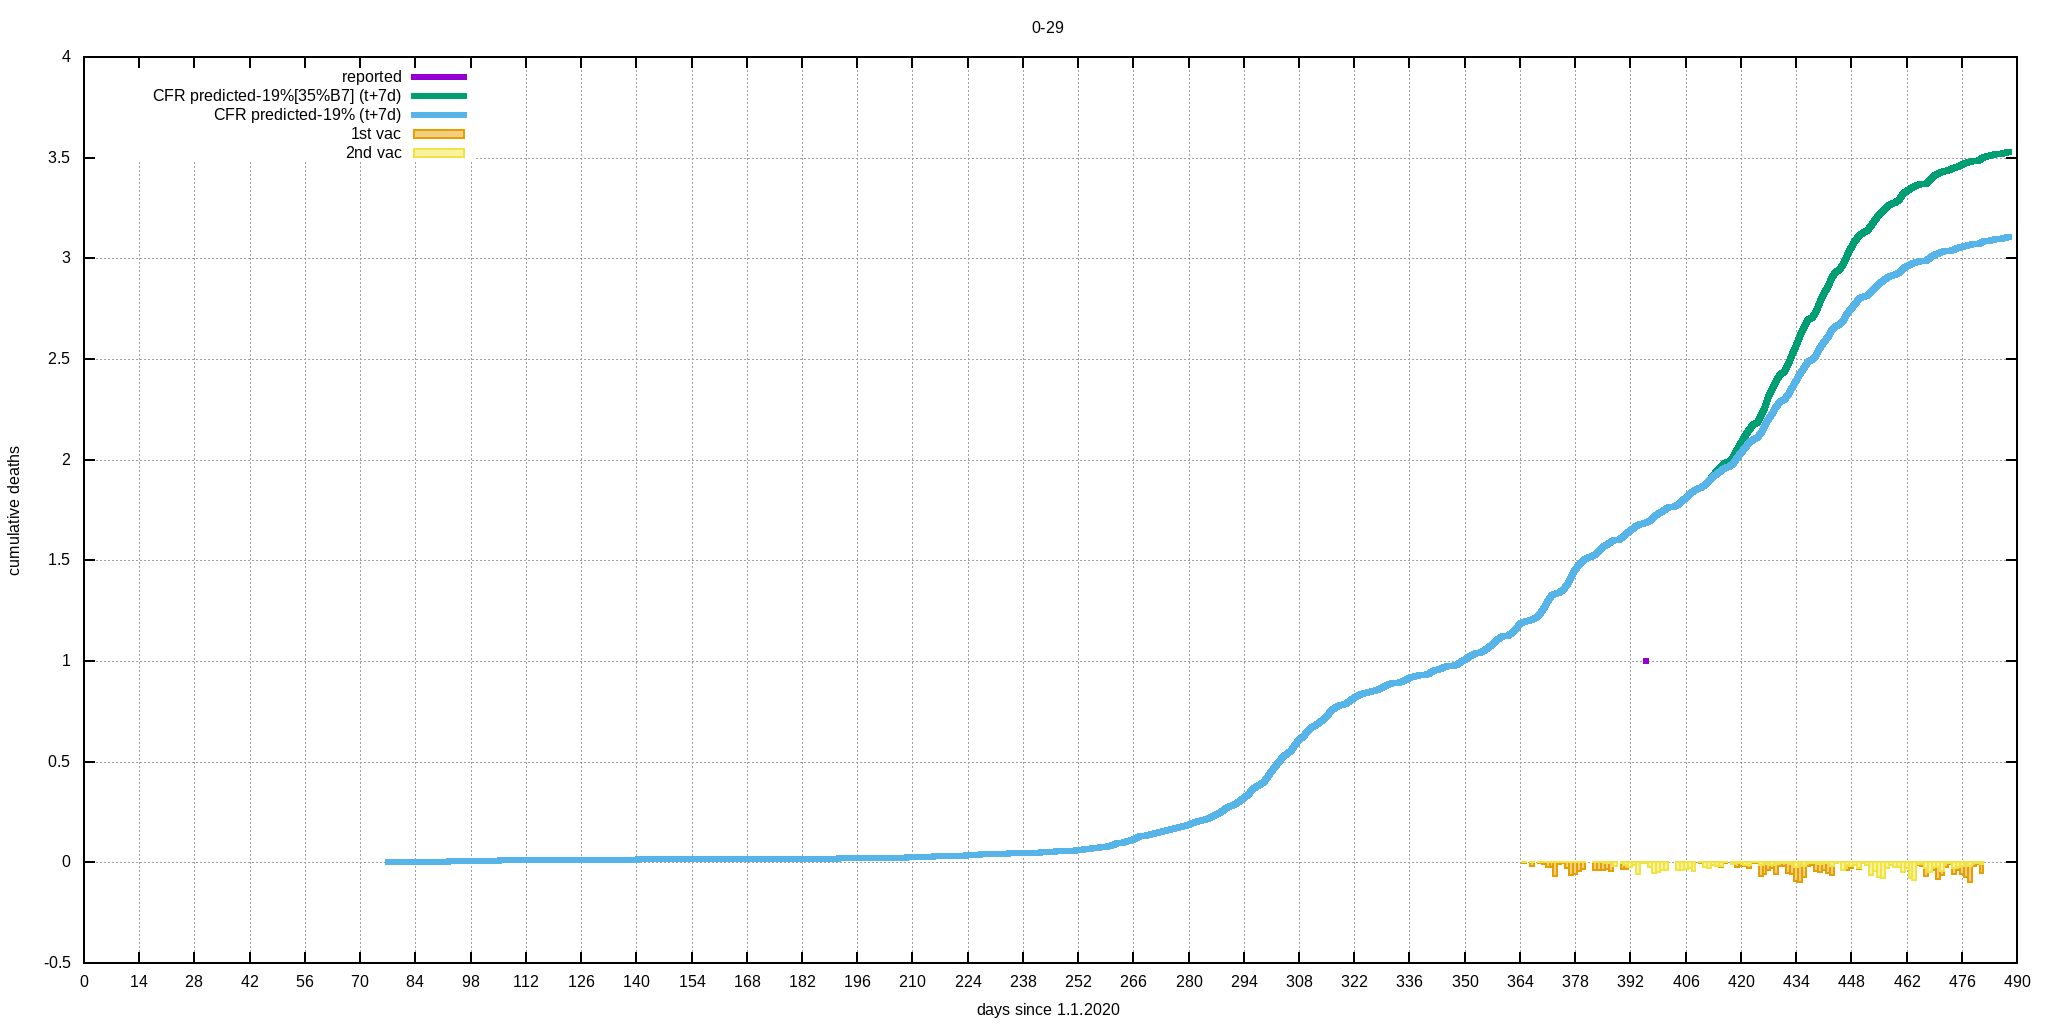 0-29
4
3.5
3
2.5
2
1.5
1
0.5
0
-0.5
reported
CFR predicted-19%[35%B7] (t+7d)
CFR predicted-19% (t+7d)
1st vac
2nd vac
cumulative deaths
0 14 28 42 56 70 84 98 112 126 140 154 168 182 196 210 224 238 252 266 280 294 308 322 336 350 364 378 392 406 420 434 448 462 476 490
days since 1.1.2020